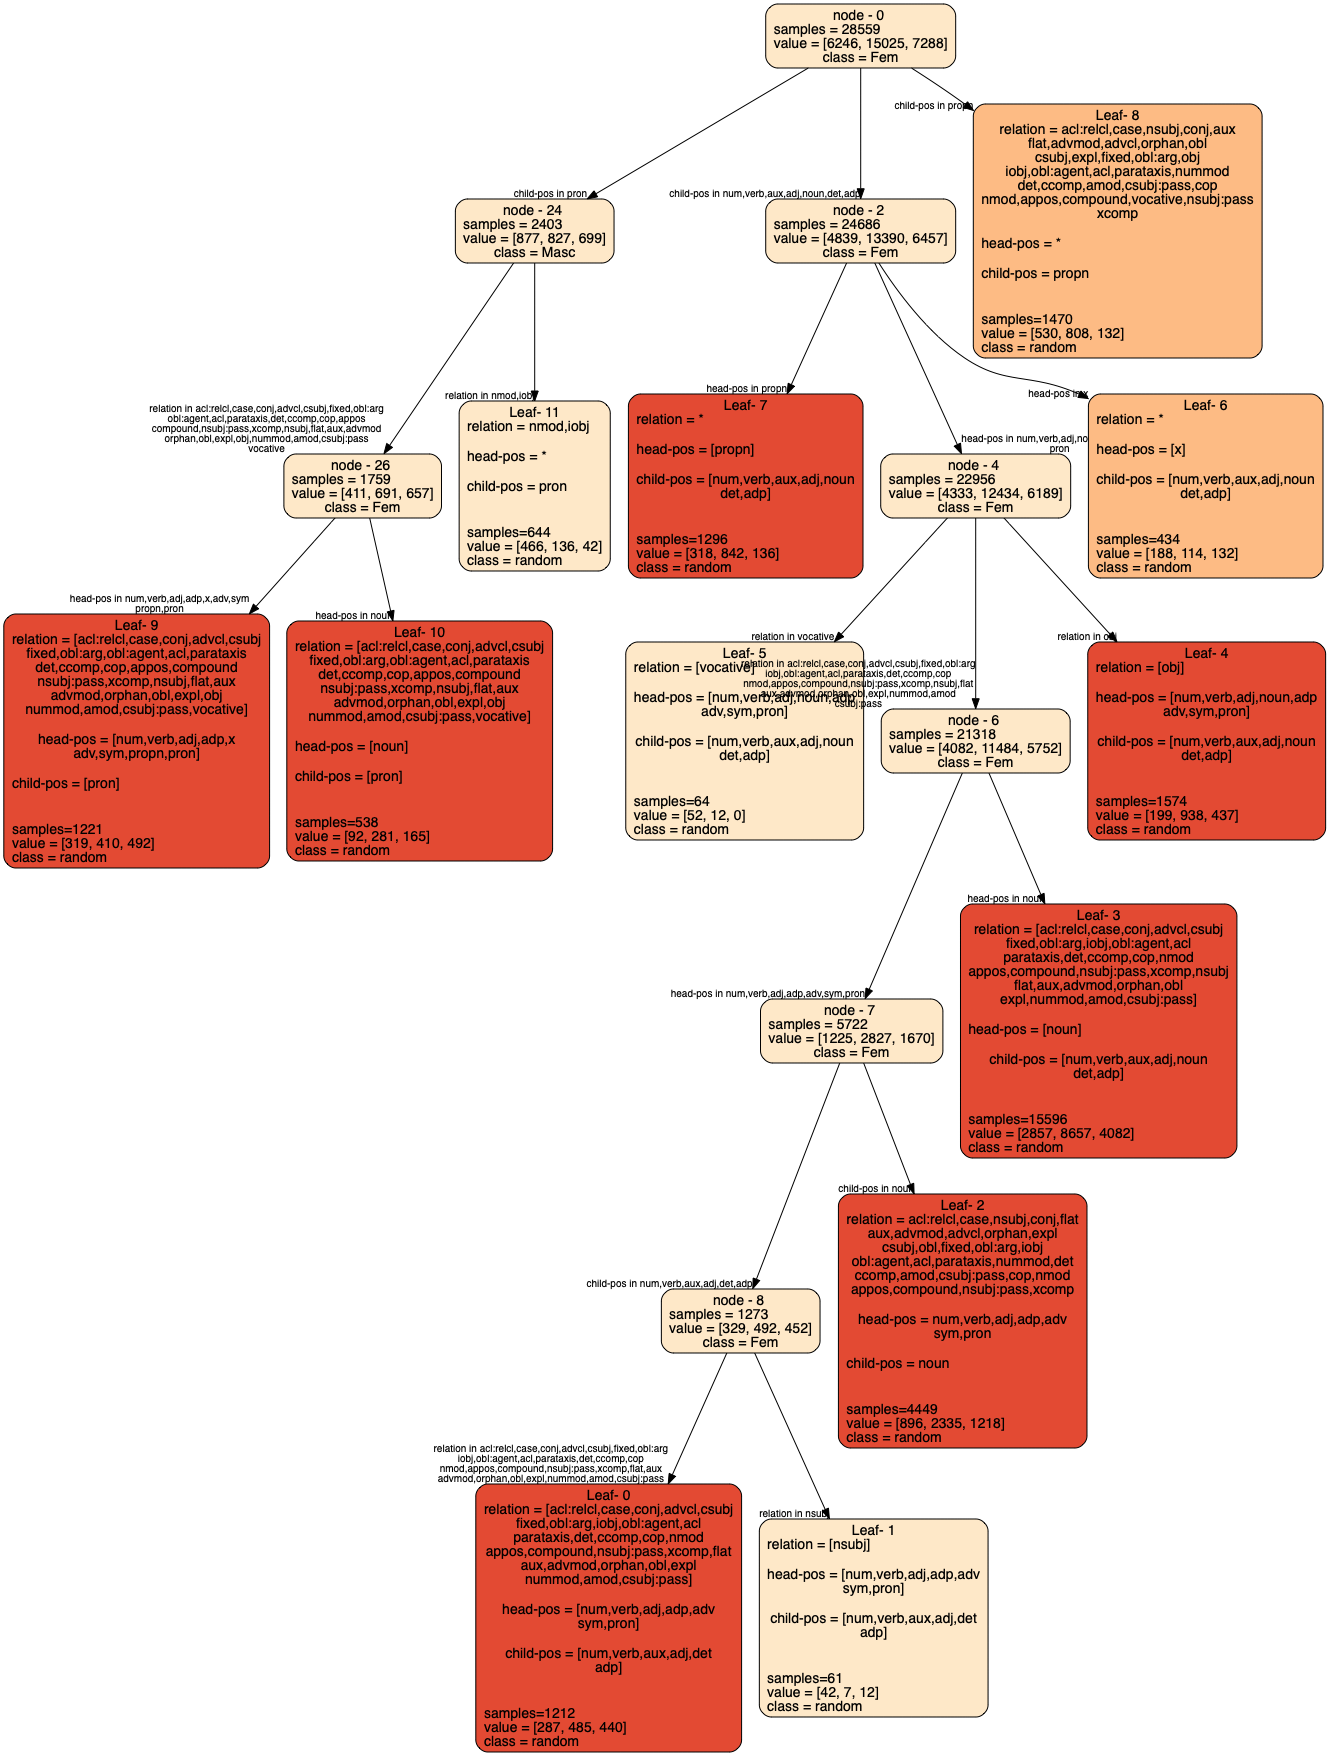 node - 0
samples = 28559
value = [6246, 15025, 7288]
class = Fem
child-pos in propn
Leaf- 8
relation = acl:relcl,case,nsubj,conj,aux
flat,advmod,advcl,orphan,obl
csubj,expl,fixed,obl:arg,obj
iobj,obl:agent,acl,parataxis,nummod
det,ccomp,amod,csubj:pass,cop
nmod,appos,compound,vocative,nsubj:pass
xcomp
head-pos = *
child-pos = propn
samples=1470
value = [530, 808, 132]
class = random
child-pos in pron
node - 24
samples = 2403
value = [877, 827, 699]
class = Masc
child-pos in num,verb,aux,adj,noun,det,adp
node - 2
samples = 24686
value = [4839, 13390, 6457]
class = Fem
relation in acl:relcl,case,conj,advcl,csubj,fixed,obl:arg
obl:agent,acl,parataxis,det,ccomp,cop,appos
compound,nsubj:pass,xcomp,nsubj,flat,aux,advmod
orphan,obl,expl,obj,nummod,amod,csubj:pass
vocative
node - 26
samples = 1759
value = [411, 691, 657]
class = Fem
relation in nmod,iobj
Leaf- 11
relation = nmod,iobj
head-pos = *
child-pos = pron
samples=644
value = [466, 136, 42]
class = random
head-pos in propn
Leaf- 7
relation = *
head-pos = [propn]
child-pos = [num,verb,aux,adj,noun
det,adp]
samples=1296
value = [318, 842, 136]
class = random
head-pos in num,verb,adj,no
pron
node - 4
samples = 22956
value = [4333, 12434, 6189]
class = Fem
head-pos in x
Leaf- 6
relation = *
head-pos = [x]
child-pos = [num,verb,aux,adj,noun
det,adp]
samples=434
value = [188, 114, 132]
class = random
head-pos in num,verb,adj,adp,x,adv,sym
propn,pron
Leaf- 9
relation = [acl:relcl,case,conj,advcl,csubj
fixed,obl:arg,obl:agent,acl,parataxis
det,ccomp,cop,appos,compound
nsubj:pass,xcomp,nsubj,flat,aux
advmod,orphan,obl,expl,obj
nummod,amod,csubj:pass,vocative]
head-pos = [num,verb,adj,adp,x
adv,sym,propn,pron]
child-pos = [pron]
samples=1221
value = [319, 410, 492]
class = random
head-pos in noun
Leaf- 10
relation = [acl:relcl,case,conj,advcl,csubj
fixed,obl:arg,obl:agent,acl,parataxis
det,ccomp,cop,appos,compound
nsubj:pass,xcomp,nsubj,flat,aux
advmod,orphan,obl,expl,obj
nummod,amod,csubj:pass,vocative]
head-pos = [noun]
child-pos = [pron]
samples=538
value = [92, 281, 165]
class = random
relation in vocative
Leaf- 5
relation = [vocative]
head-pos = [num,verb,adj,noun,adp
adv,sym,pron]
child-pos = [num,verb,aux,adj,noun
det,adp]
samples=64
value = [52, 12, 0]
class = random
relation in acl:relcl,case,conj,advcl,csubj,fixed,obl:arg
iobj,obl:agent,acl,parataxis,det,ccomp,cop
nmod,appos,compound,nsubj:pass,xcomp,nsubj,flat
aux,advmod,orphan,obl,expl,nummod,amod
csubj:pass
node - 6
samples = 21318
value = [4082, 11484, 5752]
class = Fem
relation in obj
Leaf- 4
relation = [obj]
head-pos = [num,verb,adj,noun,adp
adv,sym,pron]
child-pos = [num,verb,aux,adj,noun
det,adp]
samples=1574
value = [199, 938, 437]
class = random
head-pos in num,verb,adj,adp,adv,sym,pron
node - 7
samples = 5722
value = [1225, 2827, 1670]
class = Fem
head-pos in noun
Leaf- 3
relation = [acl:relcl,case,conj,advcl,csubj
fixed,obl:arg,iobj,obl:agent,acl
parataxis,det,ccomp,cop,nmod
appos,compound,nsubj:pass,xcomp,nsubj
flat,aux,advmod,orphan,obl
expl,nummod,amod,csubj:pass]
head-pos = [noun]
child-pos = [num,verb,aux,adj,noun
det,adp]
samples=15596
value = [2857, 8657, 4082]
class = random
child-pos in num,verb,aux,adj,det,adp
node - 8
samples = 1273
value = [329, 492, 452]
class = Fem
child-pos in noun
Leaf- 2
relation = acl:relcl,case,nsubj,conj,flat
aux,advmod,advcl,orphan,expl
csubj,obl,fixed,obl:arg,iobj
obl:agent,acl,parataxis,nummod,det
ccomp,amod,csubj:pass,cop,nmod
appos,compound,nsubj:pass,xcomp
head-pos = num,verb,adj,adp,adv
sym,pron
child-pos = noun
samples=4449
value = [896, 2335, 1218]
class = random
relation in acl:relcl,case,conj,advcl,csubj,fixed,obl:arg
iobj,obl:agent,acl,parataxis,det,ccomp,cop
nmod,appos,compound,nsubj:pass,xcomp,flat,aux
advmod,orphan,obl,expl,nummod,amod,csubj:pass
Leaf- 0
relation = [acl:relcl,case,conj,advcl,csubj
fixed,obl:arg,iobj,obl:agent,acl
parataxis,det,ccomp,cop,nmod
appos,compound,nsubj:pass,xcomp,flat
aux,advmod,orphan,obl,expl
nummod,amod,csubj:pass]
head-pos = [num,verb,adj,adp,adv
sym,pron]
child-pos = [num,verb,aux,adj,det
adp]
samples=1212
value = [287, 485, 440]
class = random
relation in nsubj
Leaf- 1
relation = [nsubj]
head-pos = [num,verb,adj,adp,adv
sym,pron]
child-pos = [num,verb,aux,adj,det
adp]
samples=61
value = [42, 7, 12]
class = random